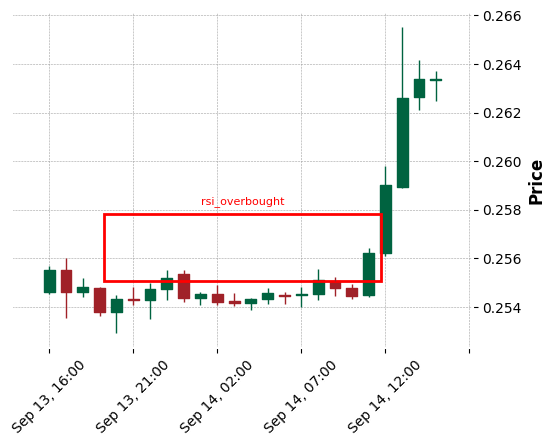 0.266
0.264
0.262
0.260
0.258
0.256
0.254
Price
rsi_overbought
Sep 13, 16:00
Sep 13, 21:00
Sep 14, 02:00
Sep 14, 07:00
Sep 14, 12:00